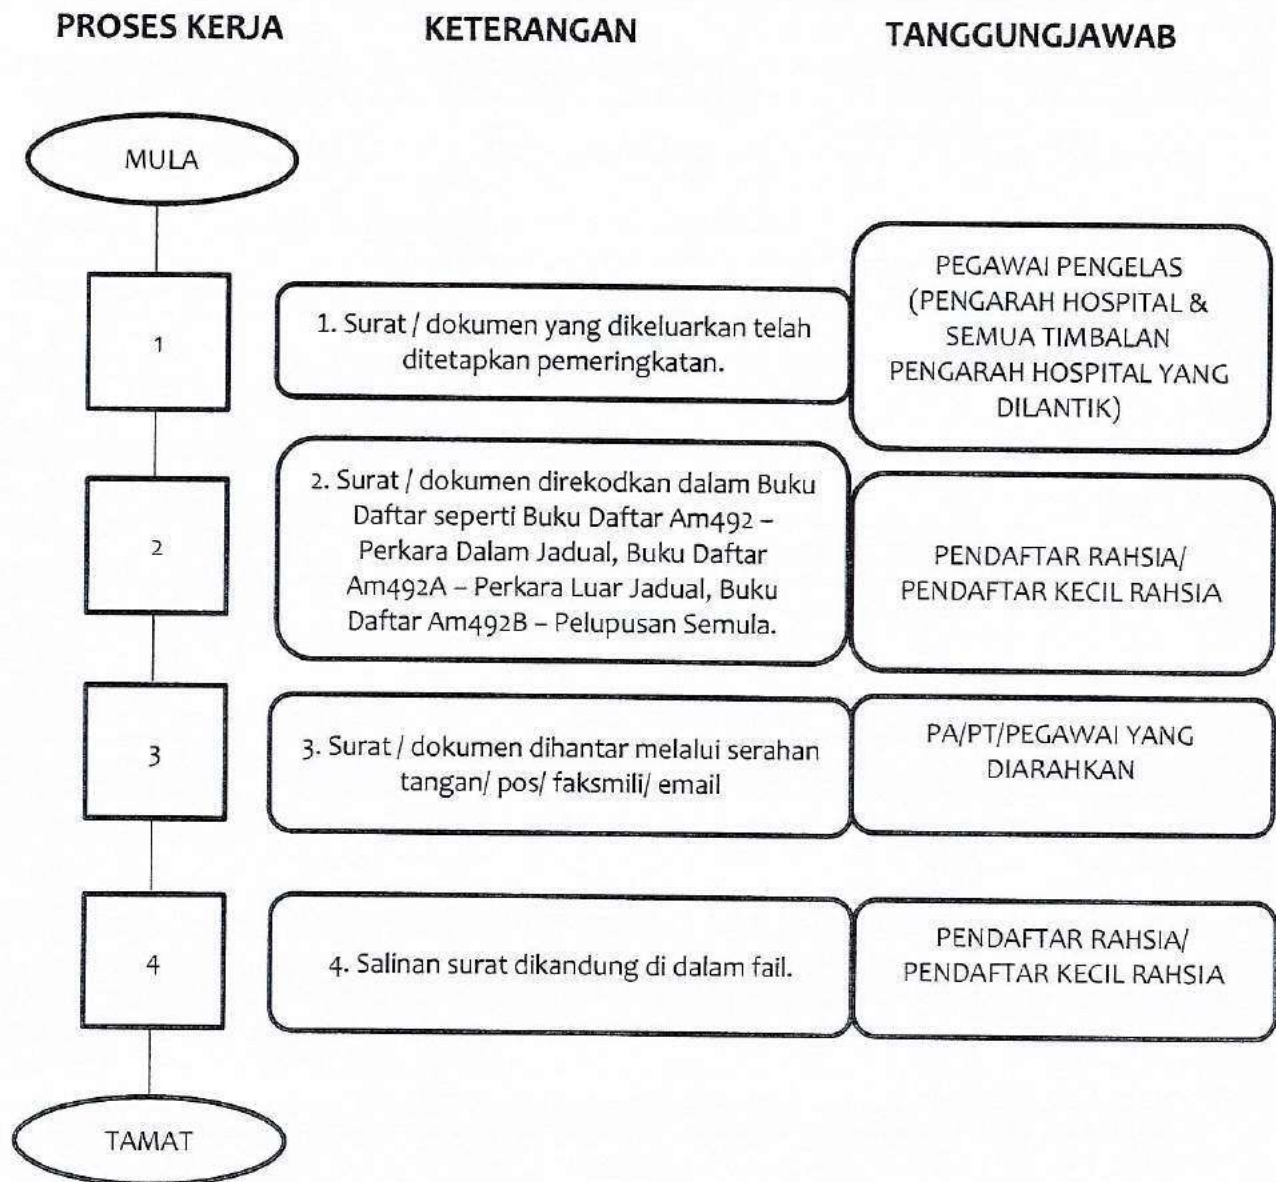 PROSES KERJA
KETERANGAN
TANGGUNGJAWAB
MULA
1
1. Surat / dokumen yang dikeluarkan telah
ditetapkan pemeringkatan.
PEGAWAI PENGELAS
(PENGARAH HOSPITAL &
SEMUA TIMBALAN
PENGARAH HOSPITAL YANG
DILANTIK)
2
2. Surat / dokumen direkodkan dalam Buku
Daftar seperti Buku Daftar Am492 –
Perkara Dalam Jadual, Buku Daftar
Am492A – Perkara Luar Jadual, Buku
Daftar Am492B – Pelupusan Semula.
PENDAFTAR RAHSIA/
PENDAFTAR KECIL RAHSIA
3
3. Surat / dokumen dihantar melalui serahan
tangan/ pos/ faksmili/ email
PA/PT/PEGAWAI YANG
DIARAHKAN
4
4. Salinan surat dikandung di dalam fail.
PENDAFTAR RAHSIA/
PENDAFTAR KECIL RAHSIA
TAMAT